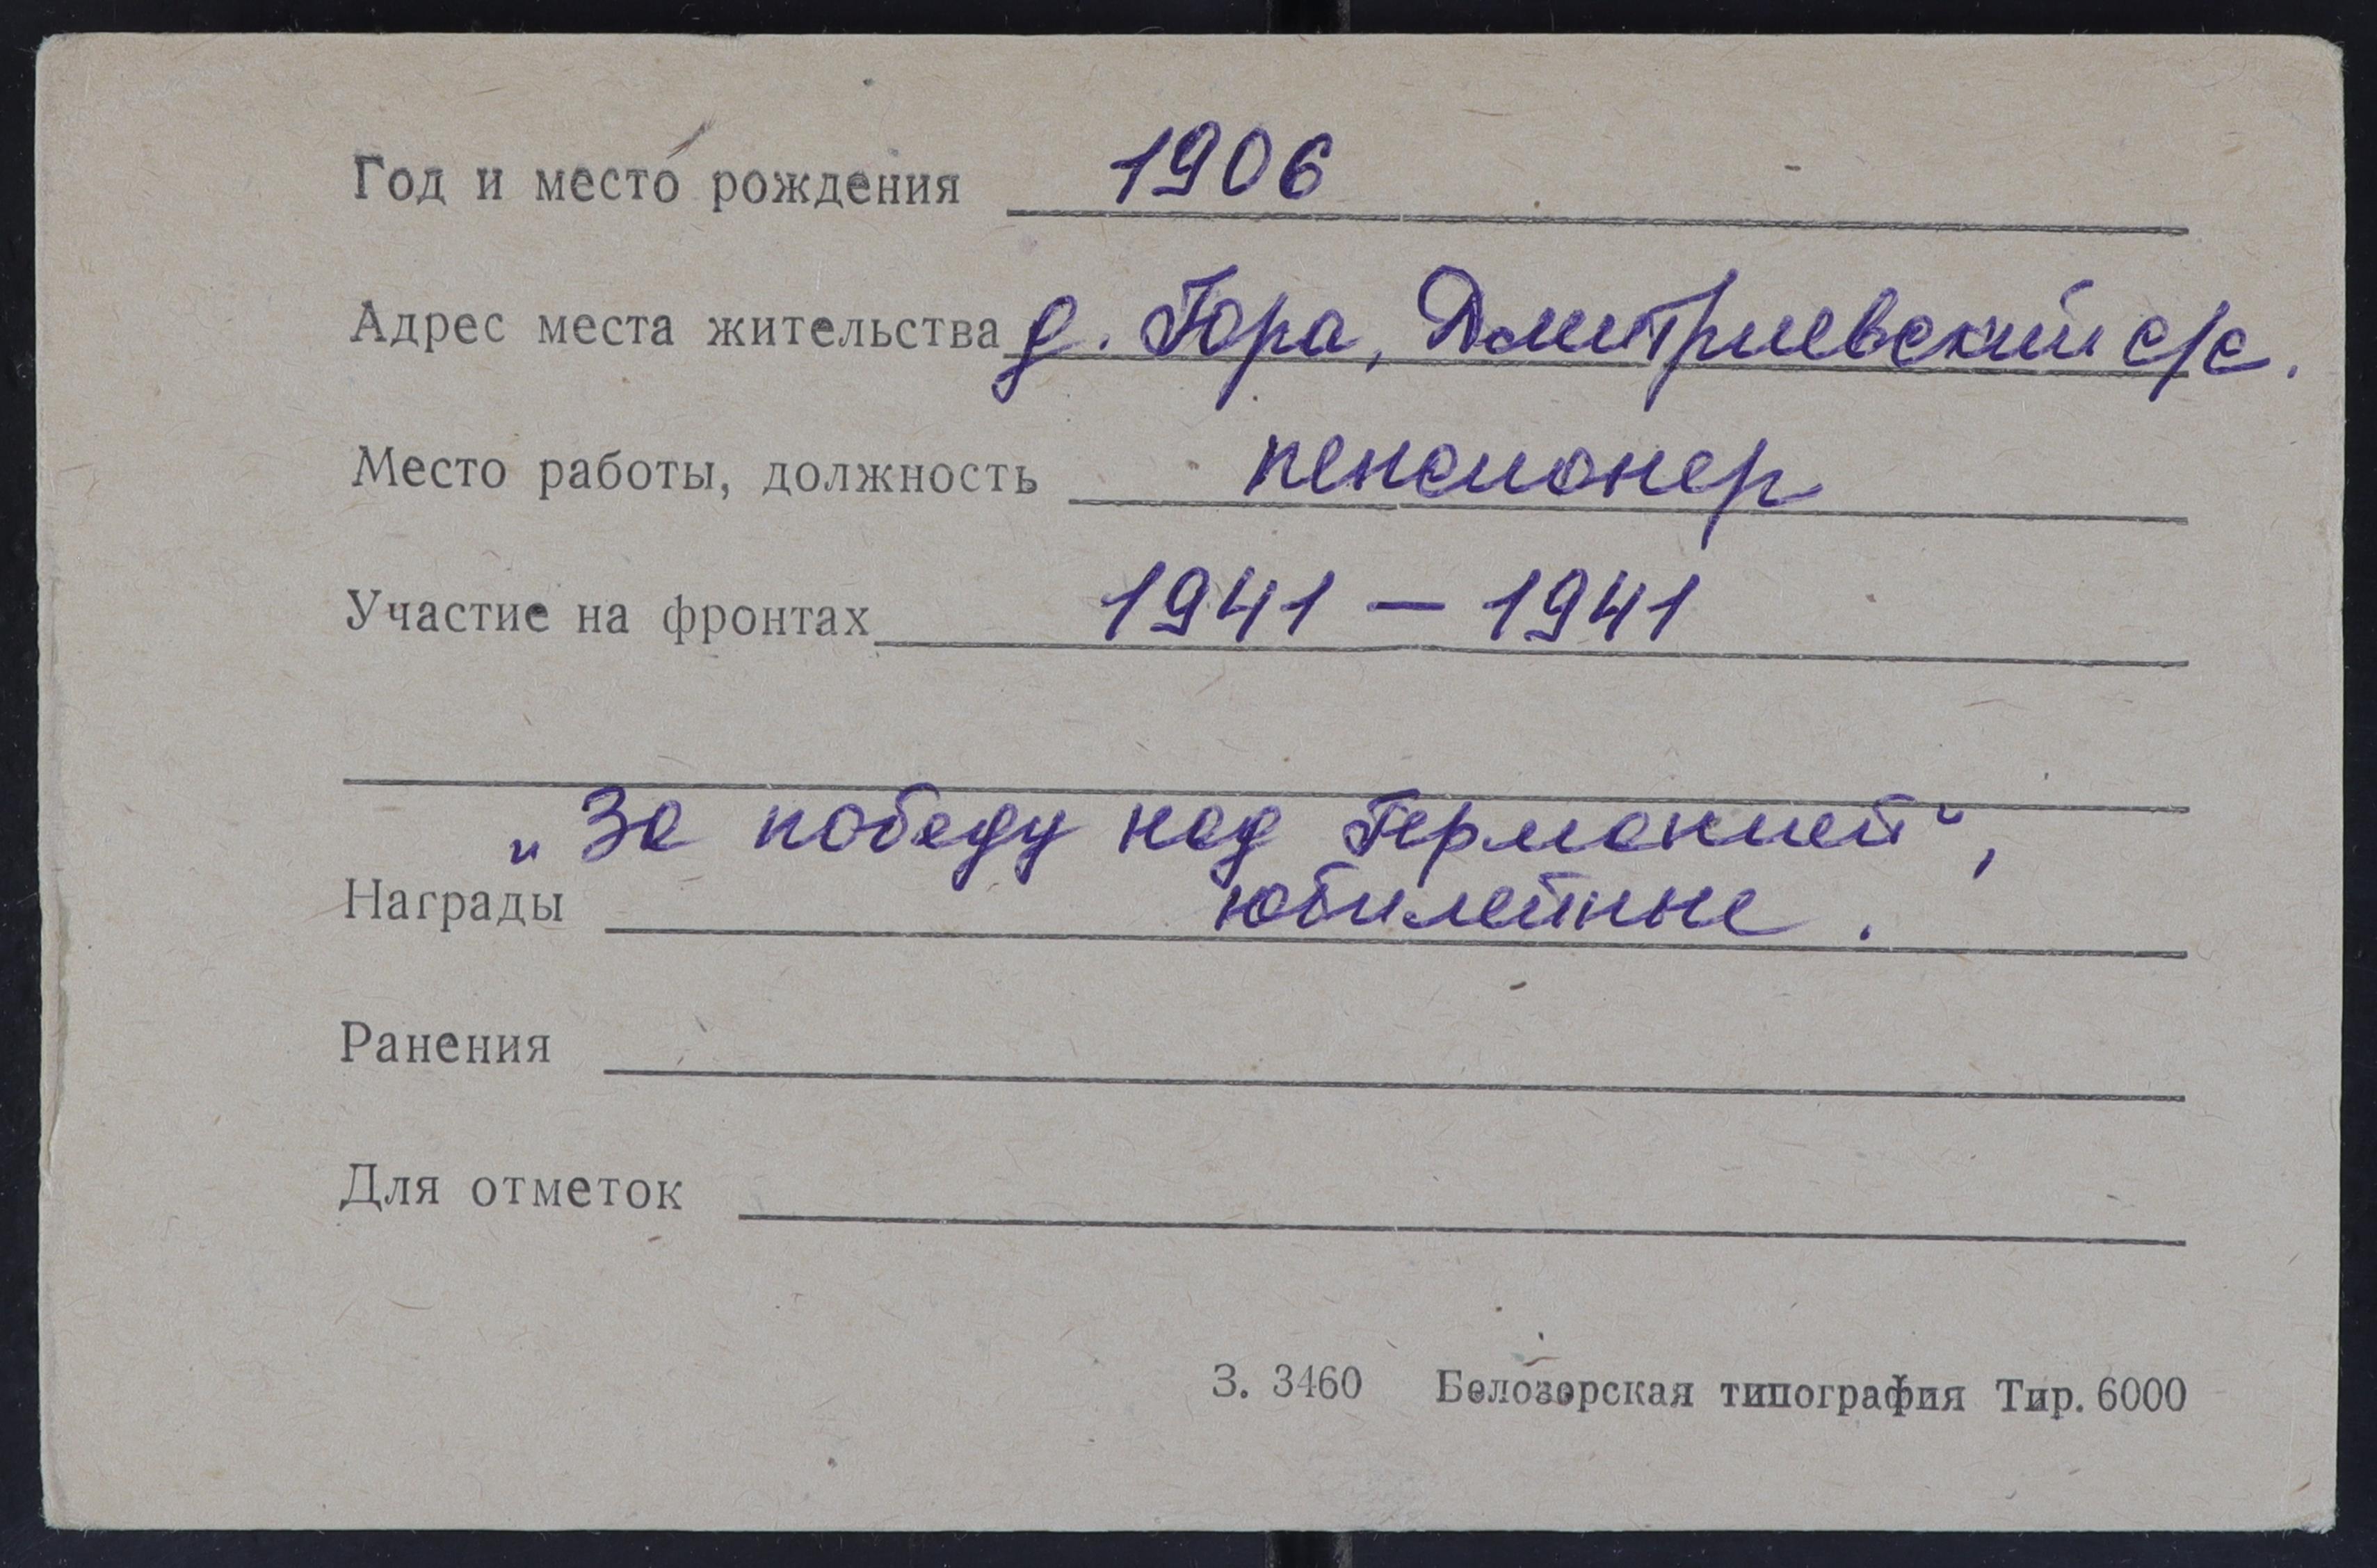 Год и место рождения 1906
Адрес места жительства д. Гора, Дмитриевский с/с.
Место работы, должность пенсионер
Участие на фронтах 1941 — 1941
„За победу над Германией“,
Награды юбилейные.
Ранения
Для отметок
З. 3460 Белозерская типография Тир. 6000